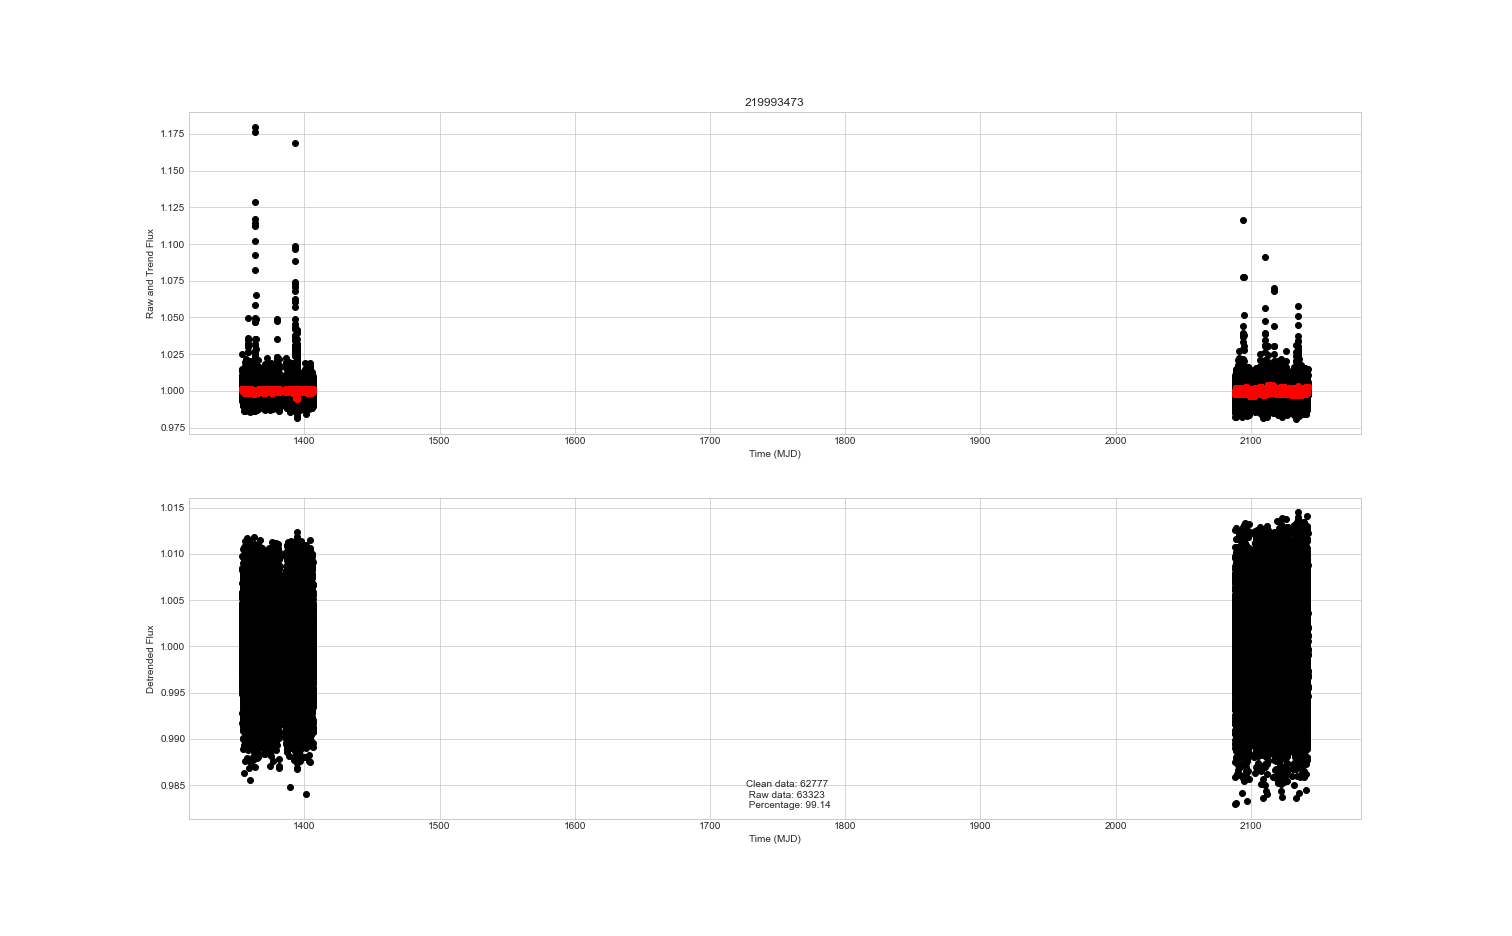 219993473
1.175
1.150
1.125
1.100
1.075
1.050
1.025
1.000
0.975
Raw and Trend Flux
1400 1500 1600 1700 1800 1900 2000 2100
Time (MJD)
1.015
1.010
1.005
1.000
0.995
0.990
0.985
Detrended Flux
Clean data: 62777
Raw data: 63323
Percentage: 99.14
1400 1500 1600 1700 1800 1900 2000 2100
Time (MJD)